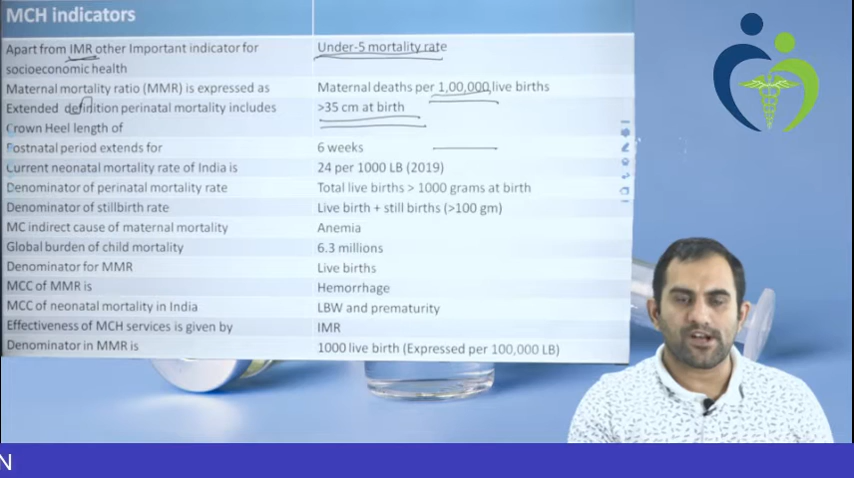 MCH indicators
Apart from IMR other Important indicator for Under-5 mortality rate
socioeconomic health
Maternal mortality ratio (MMR) is expressed as Maternal deaths per 1,00,000 live births
Extended definition perinatal mortality includes >35 cm at birth
Crown Heel length of
Postnatal period extends for 6 weeks
Current neonatal mortality rate of India is 24 per 1000 LB (2019)
Denominator of perinatal mortality rate Total live births > 1000 grams at birth
Denominator of stillbirth rate Live birth + still births (>100 gm)
MC indirect cause of maternal mortality Anemia
Global burden of child mortality 6.3 millions
Denominator for MMR Live births
MCC of MMR is Hemorrhage
MCC of neonatal mortality in India LBW and prematurity
Effectiveness of MCH services is given by IMR
Denominator in MMR is 1000 live birth (Expressed per 100,000 LB)
N